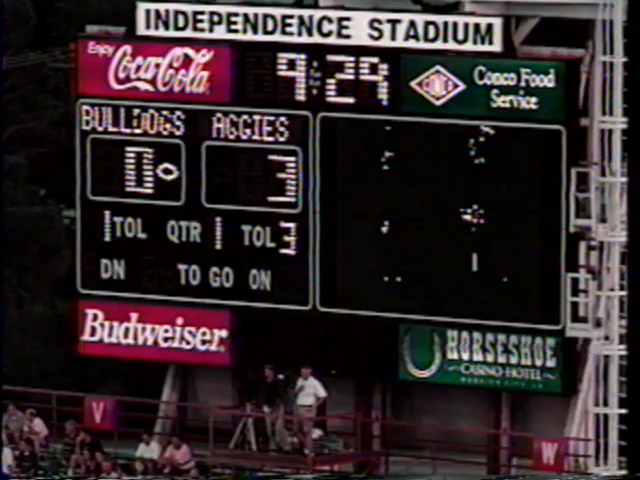 INDEPENDENCE STADIUM
Enjoy
Coca-Cola
9:29
CONCO
Conco Food
Service
BULLDOGS AGGIES
0 3
1 TOL QTR 1 TOL 3
DN TO GO ON
Budweiser
HORSESHOE
CASINO·HOTEL
V
W